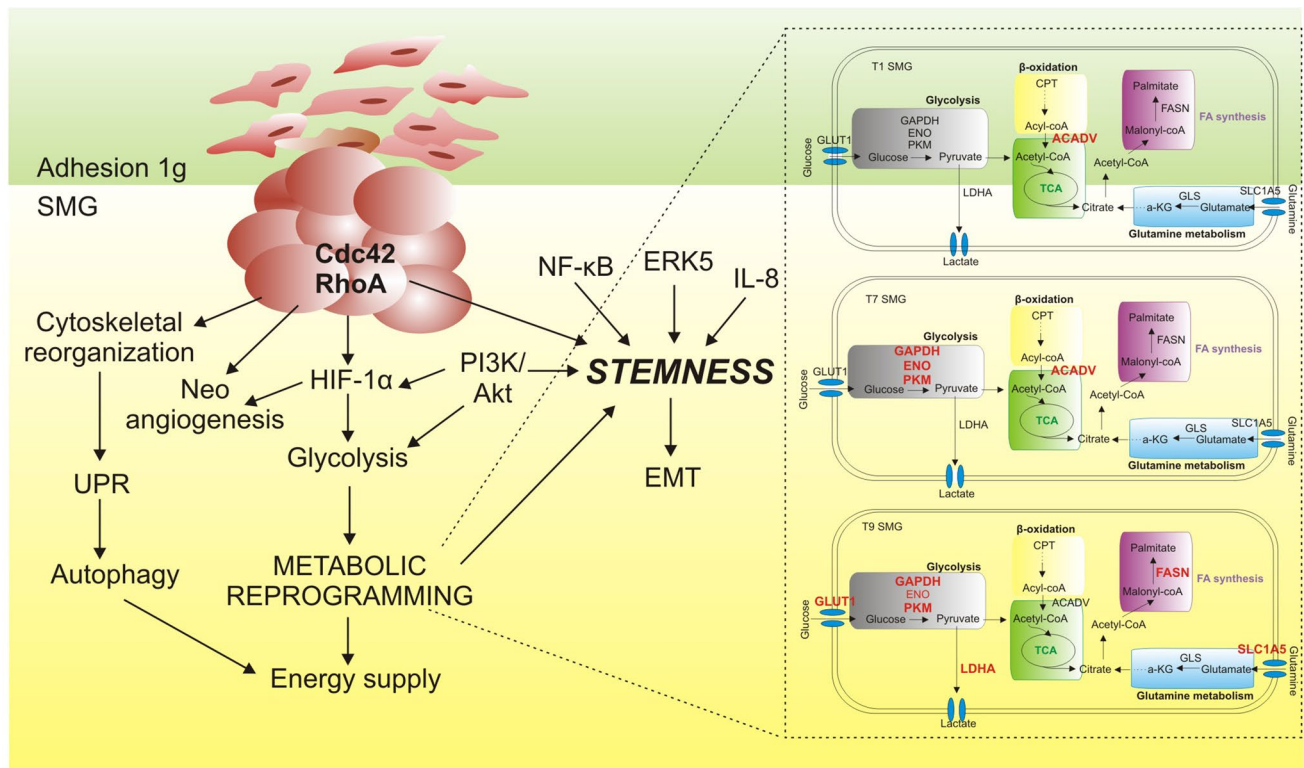 Adhesion 1g
SMG
Cdc42
RhoA
Cytoskeletal
reorganization
Neo
angiogenesis
HIF-1α
PI3K/
Akt
NF-κB
ERK5
IL-8
STEMNESS
EMT
UPR
Glycolysis
Autophagy
METABOLIC
REPROGRAMMING
Energy supply
T1 SMG
β-oxidation
CPT
Acyl-coA
ACADV
Acetyl-CoA
TCA
Glycolysis
GAPDH
ENO
PKM
Glucose
Pyruvate
GLUT1
Glucose
LDHA
Lactate
Palmitate
FASN
Malonyl-coA
FA synthesis
Acetyl-CoA
Citrate
a-KG
GLS
Glutamate
SLC1A5
Glutamine
Glutamine metabolism
T7 SMG
β-oxidation
CPT
Acyl-coA
ACADV
Acetyl-CoA
TCA
Glycolysis
GAPDH
ENO
PKM
Glucose
Pyruvate
GLUT1
Glucose
LDHA
Lactate
Palmitate
FASN
Malonyl-coA
FA synthesis
Acetyl-CoA
Citrate
a-KG
GLS
Glutamate
SLC1A5
Glutamine
Glutamine metabolism
T9 SMG
β-oxidation
CPT
Acyl-coA
ACADV
Acetyl-CoA
TCA
Glycolysis
GAPDH
ENO
PKM
Glucose
Pyruvate
GLUT1
Glucose
LDHA
Lactate
Palmitate
FASN
Malonyl-coA
FA synthesis
Acetyl-CoA
Citrate
a-KG
GLS
Glutamate
SLC1A5
Glutamine
Glutamine metabolism